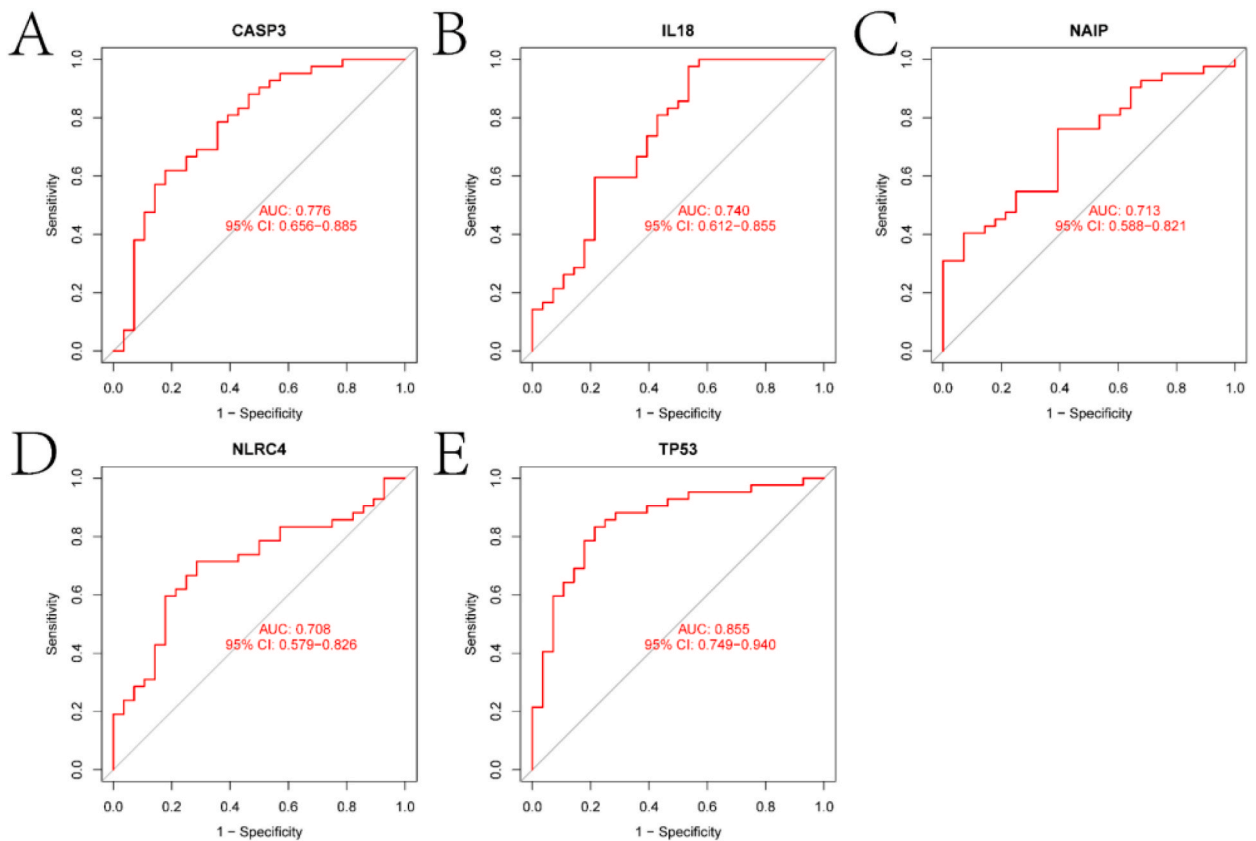 A
CASP3
Sensitivity
1.0
0.8
0.6
0.4
0.2
0.0
AUC: 0.776
95% CI: 0.656−0.885
0.0 0.2 0.4 0.6 0.8 1.0
1 − Specificity
B
IL18
Sensitivity
1.0
0.8
0.6
0.4
0.2
0.0
AUC: 0.740
95% CI: 0.612−0.855
0.0 0.2 0.4 0.6 0.8 1.0
1 − Specificity
C
NAIP
Sensitivity
1.0
0.8
0.6
0.4
0.2
0.0
AUC: 0.713
95% CI: 0.588−0.821
0.0 0.2 0.4 0.6 0.8 1.0
1 − Specificity
D
NLRC4
Sensitivity
1.0
0.8
0.6
0.4
0.2
0.0
AUC: 0.708
95% CI: 0.579−0.826
0.0 0.2 0.4 0.6 0.8 1.0
1 − Specificity
E
TP53
Sensitivity
1.0
0.8
0.6
0.4
0.2
0.0
AUC: 0.855
95% CI: 0.749−0.940
0.0 0.2 0.4 0.6 0.8 1.0
1 − Specificity